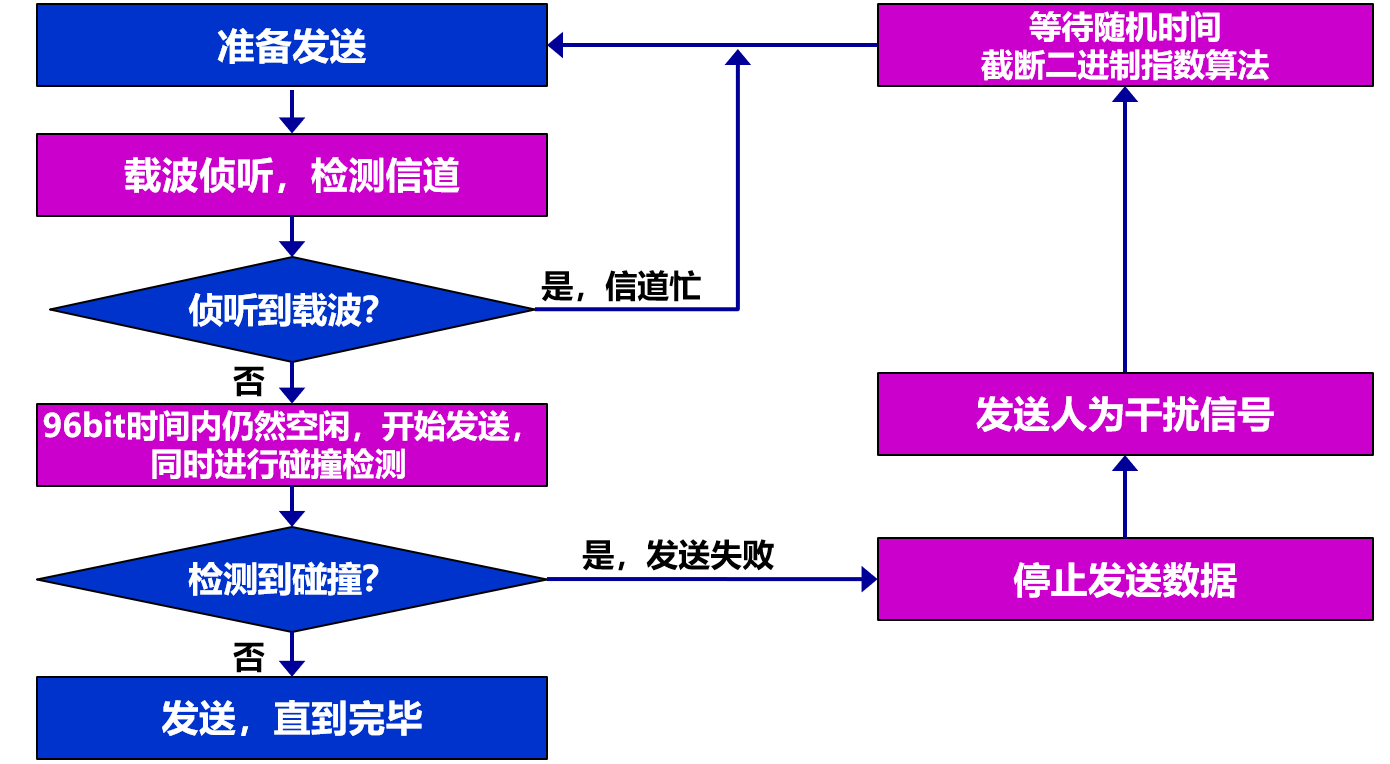 准备发送
等待随机时间
截断二进制指数算法
载波侦听，检测信道
侦听到载波？
是，信道忙
否
96bit时间内仍然空闲，开始发送，
同时进行碰撞检测
发送人为干扰信号
检测到碰撞？
是，发送失败
停止发送数据
否
发送，直到完毕